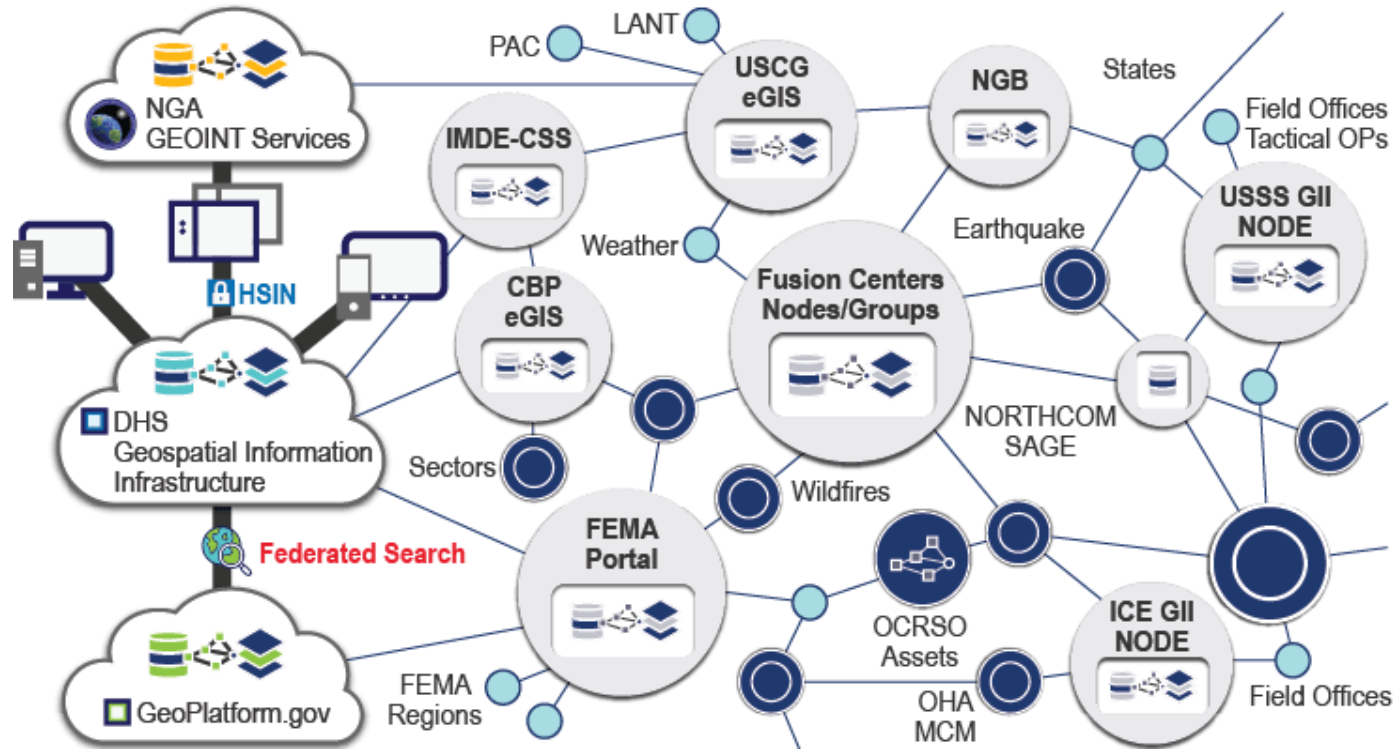 LANT
PAC
USCG
eGIS
NGB
States
NGA
GEOINT Services
IMDE-CSS
Field Offices
Tactical OPs
USSS GII
NODE
Earthquake
Weather
HSIN
CBP
eGIS
Fusion Centers
Nodes/Groups
DHS
Geospatial Information
Infrastructure
NORTHCOM
SAGE
Sectors
Wildfires
Federated Search
FEMA
Portal
OCRSO
Assets
ICE GII
NODE
FEMA
Regions
OHA
MCM
Field Offices
GeoPlatform.gov